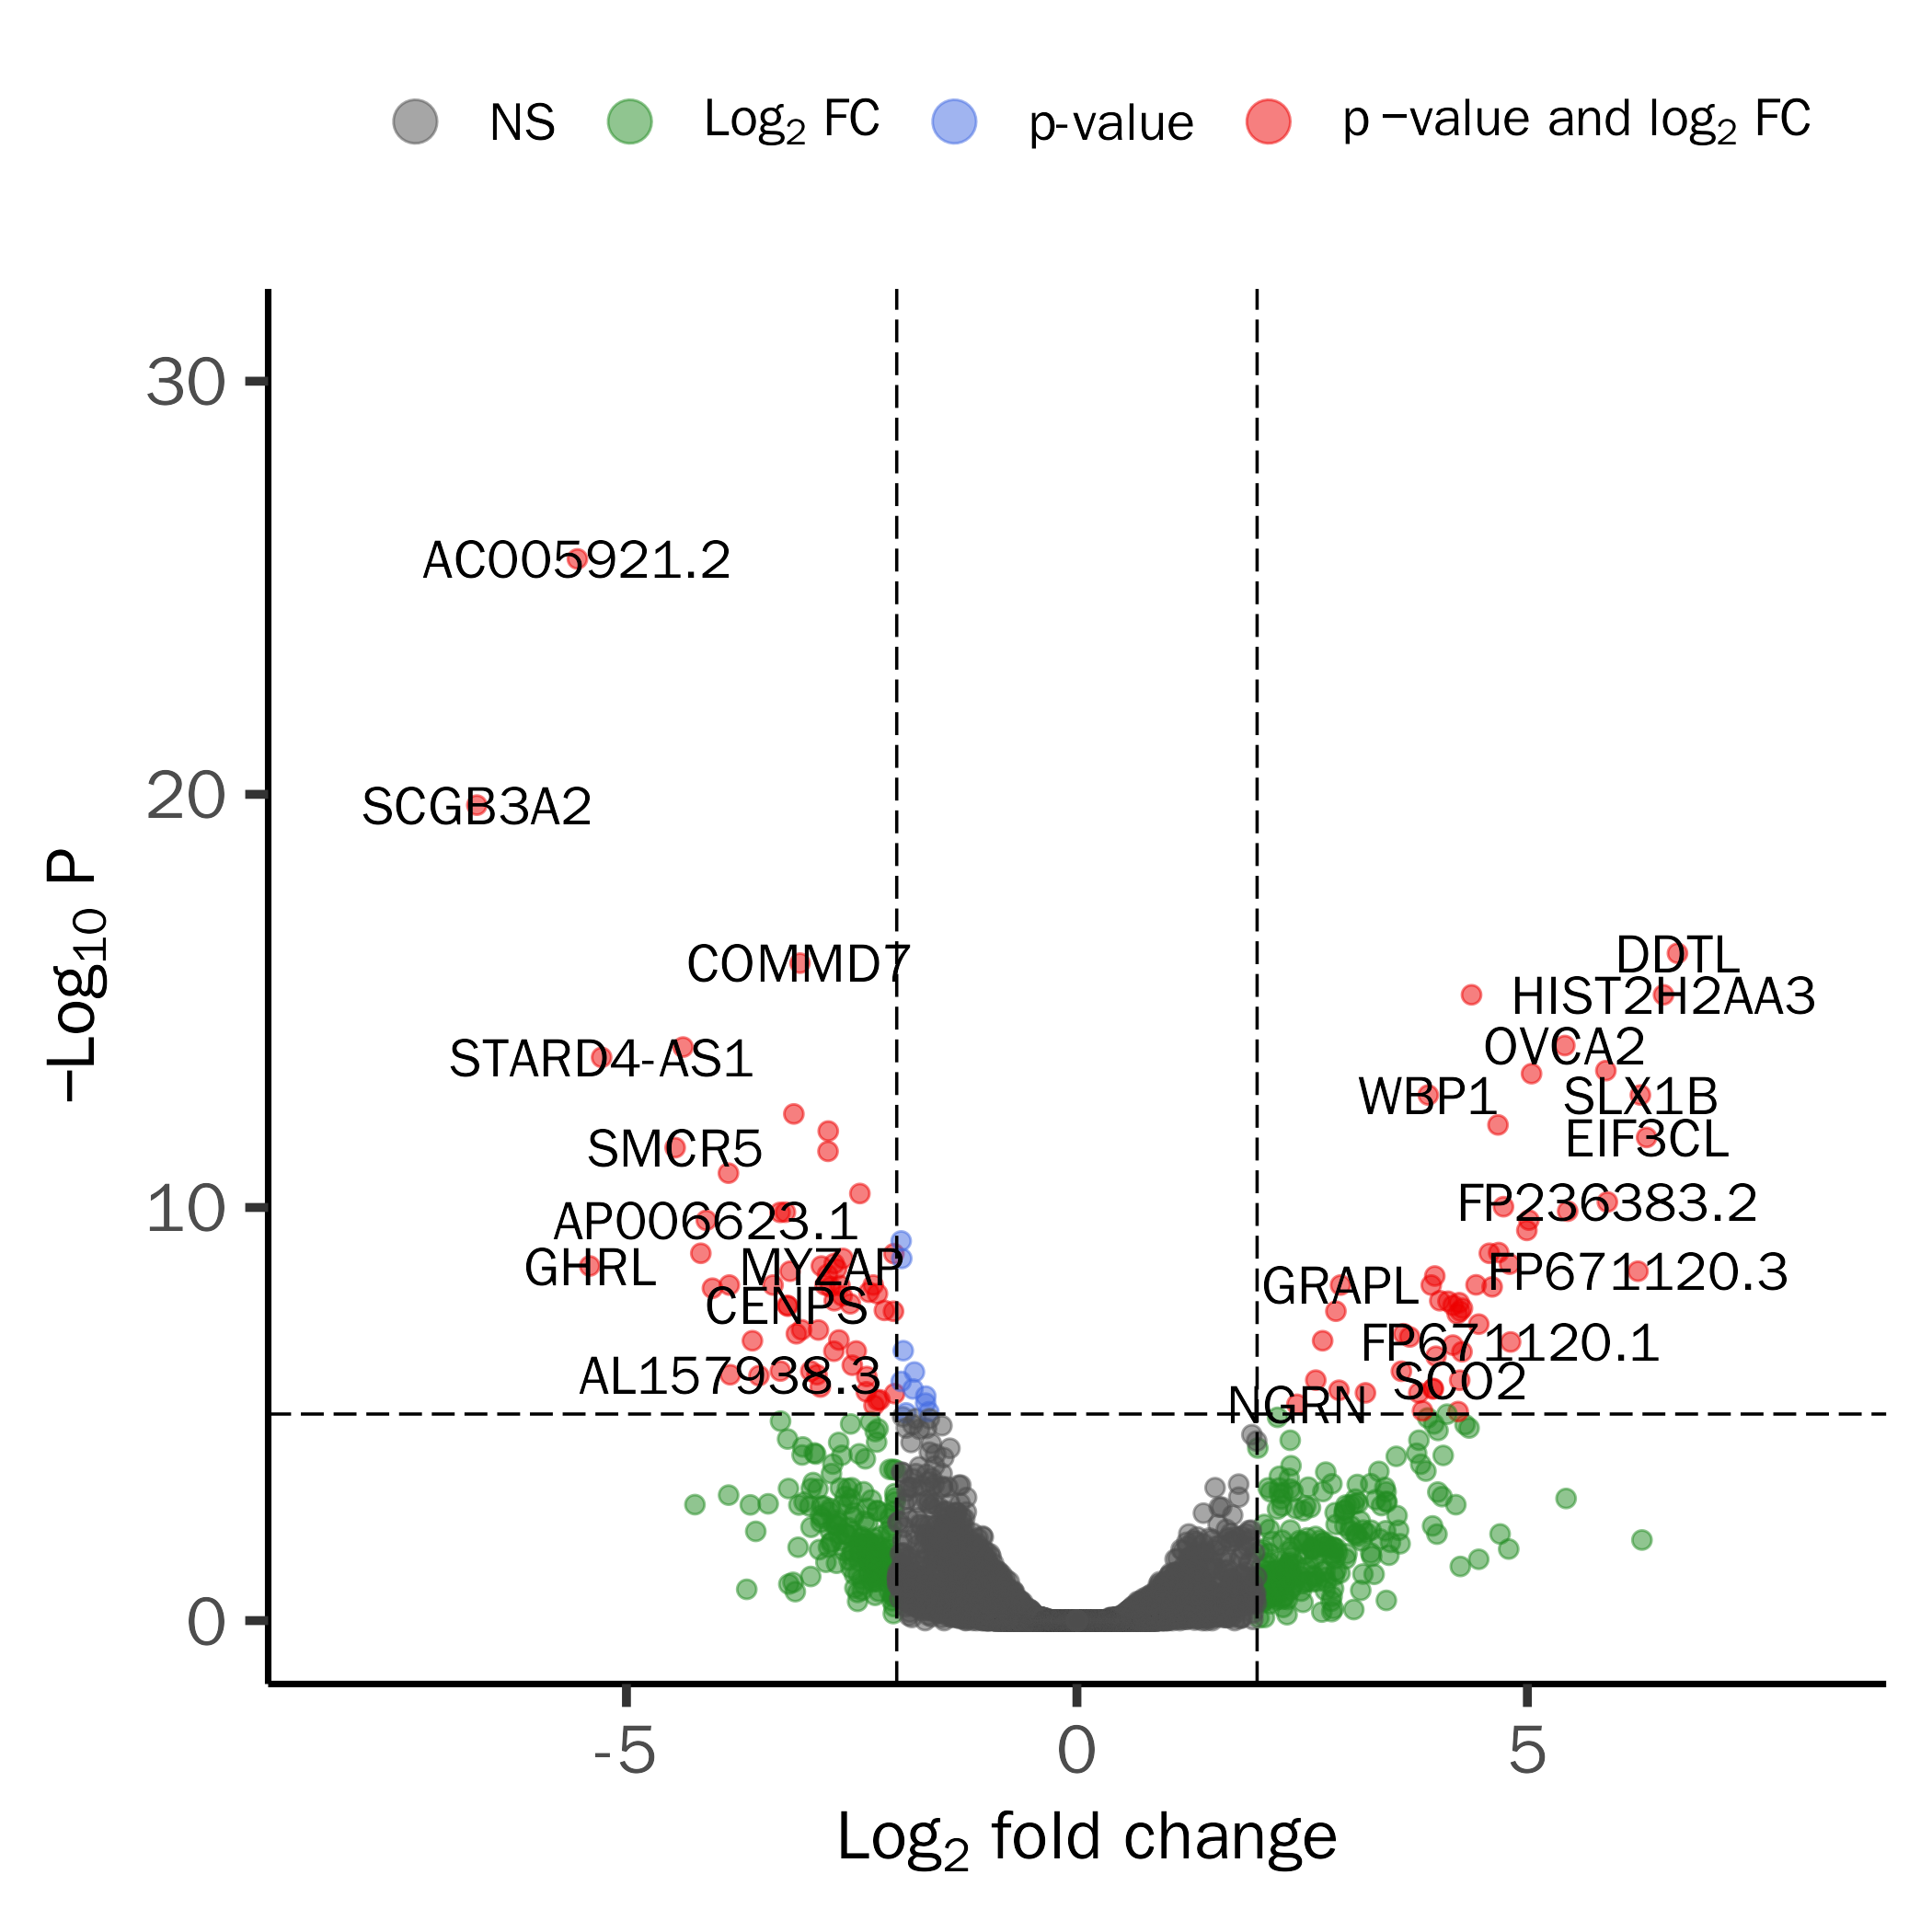 NS Log2 FC p-value p −value and log2 FC
30
AC005921.2
20
SCGB3A2
−Log10 P
DDTL
COMMD7
HIST2H2AA3
OVCA2
STARD4-AS1
WBP1 SLX1B
EIF3CL
SMCR5
10
FP236383.2
AP006623.1
GHRL MYZAP
FP671120.3
GRAPL
CENPS
FP671120.1
AL157938.3
SCO2
NGRN
0
-5 0 5
Log2 fold change